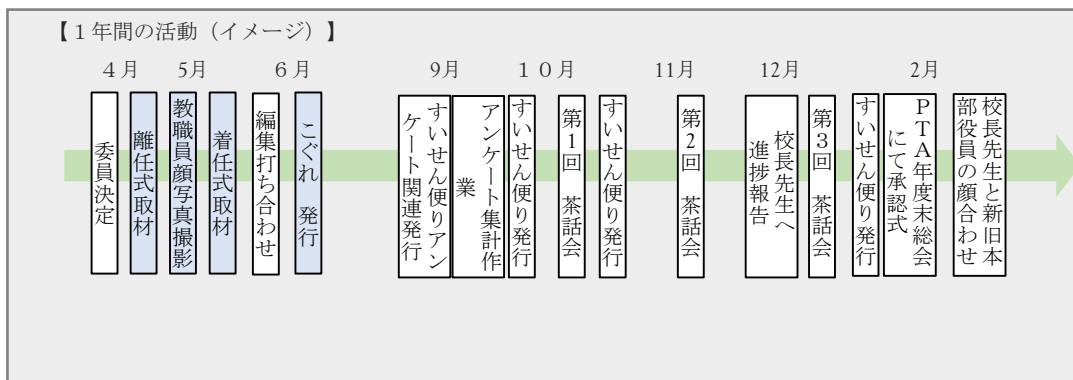 【１年間の活動（イメージ）】
４月
5月
６月
9月
１０月
11月
12月
2月
委員決定
離任式取材
教職員顔写真撮影
着任式取材
編集打ち合わせ
こぐれ　発行
すいせん便りアン
ケート関連発行
アンケート集計作
業
すいせん便り発行
第１回　茶話会
すいせん便り発行
第２回　茶話会
校長先生へ
進捗報告
第３回　茶話会
すいせん便り発行
ＰＴＡ年度末総会
にて承認式
校長先生と新旧本
部役員の顔合わせ